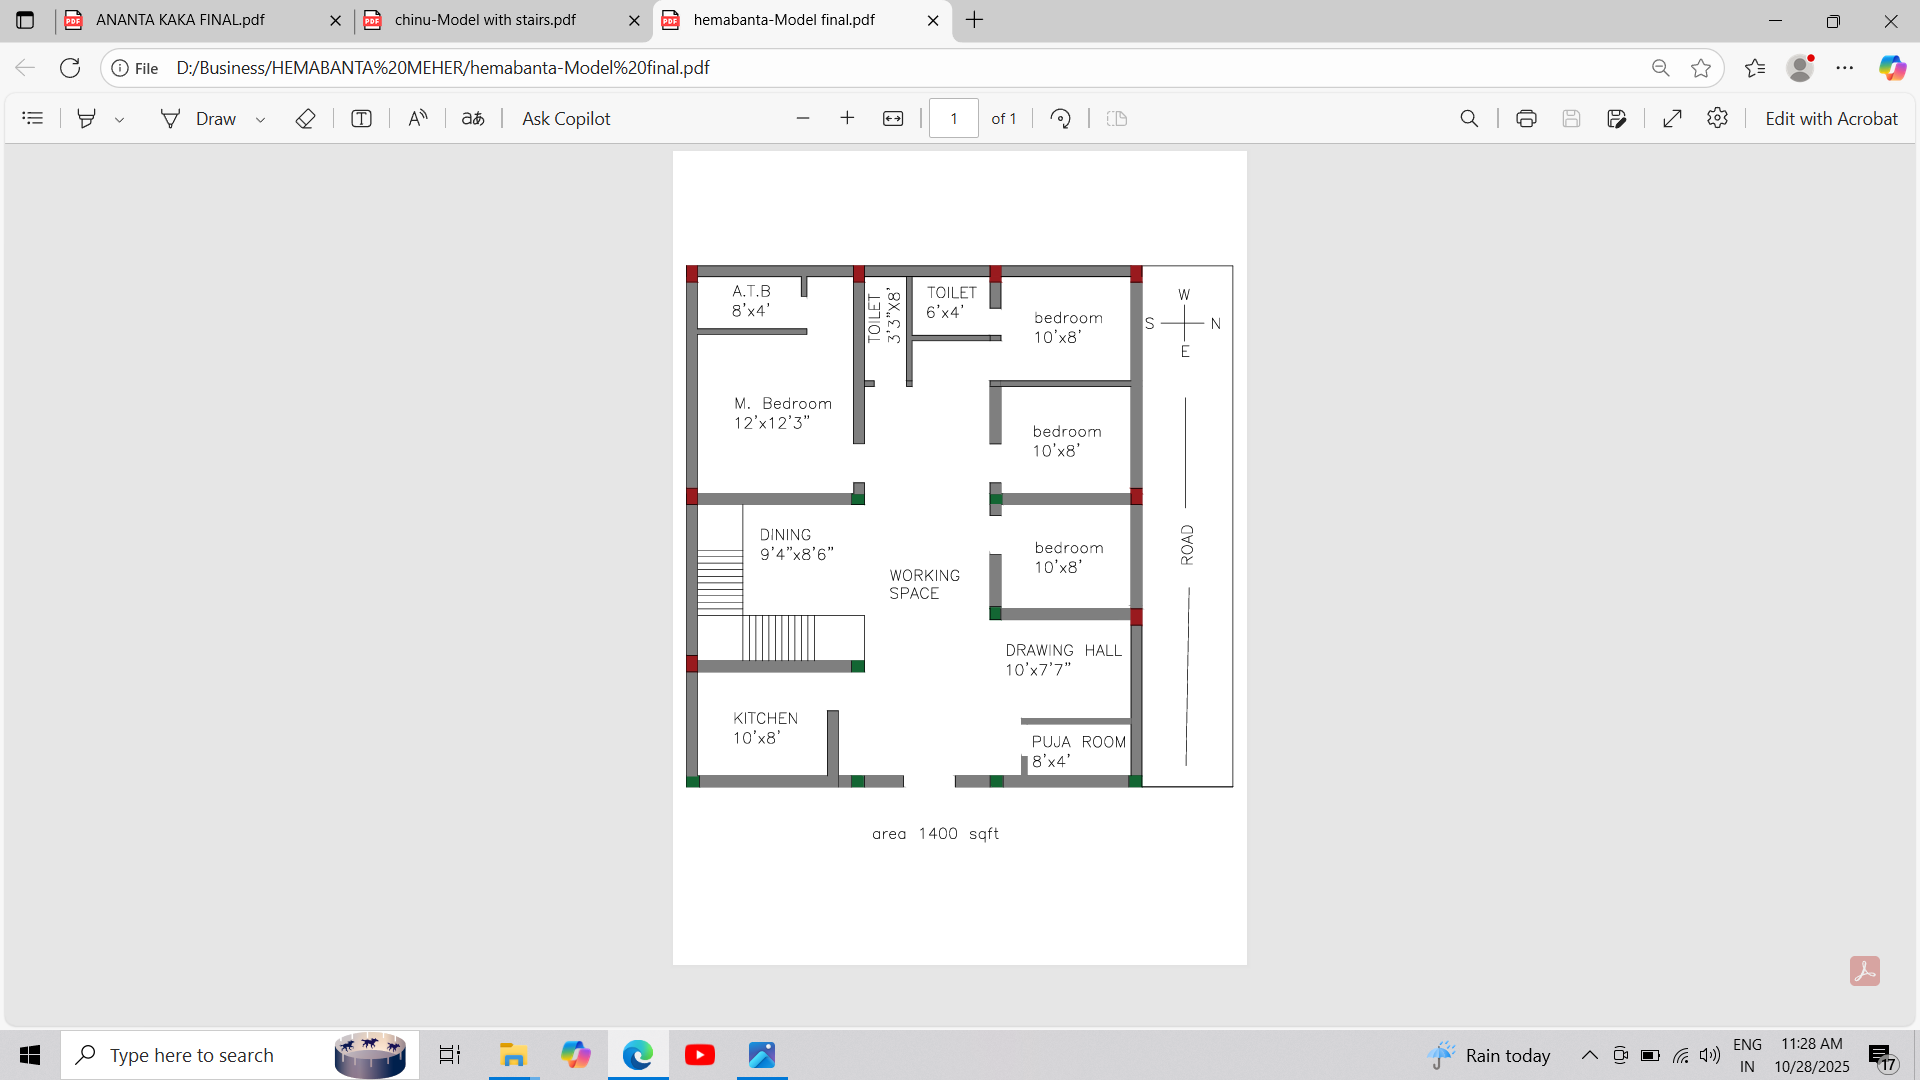 ANANTA KAKA FINAL.pdf
chinu-Model with stairs.pdf
hemabanta-Model final.pdf
File
D:/Business/HEMABANTA%20MEHER/hemabanta-Model%20final.pdf
Draw
aあ
Ask Copilot
1
of 1
Edit with Acrobat
A.T.B
8'x4'
TOILET
3'3"X8'
TOILET
6'x4'
bedroom
10'x8'
W
S
N
E
M. Bedroom
12'x12'3"
bedroom
10'x8'
DINING
9'4"x8'6"
WORKING
SPACE
bedroom
10'x8'
ROAD
DRAWING HALL
10'x7'7"
KITCHEN
10'x8'
PUJA ROOM
8'x4'
area 1400 sqft
Type here to search
Rain today
ENG
IN
11:28 AM
10/28/2025
17